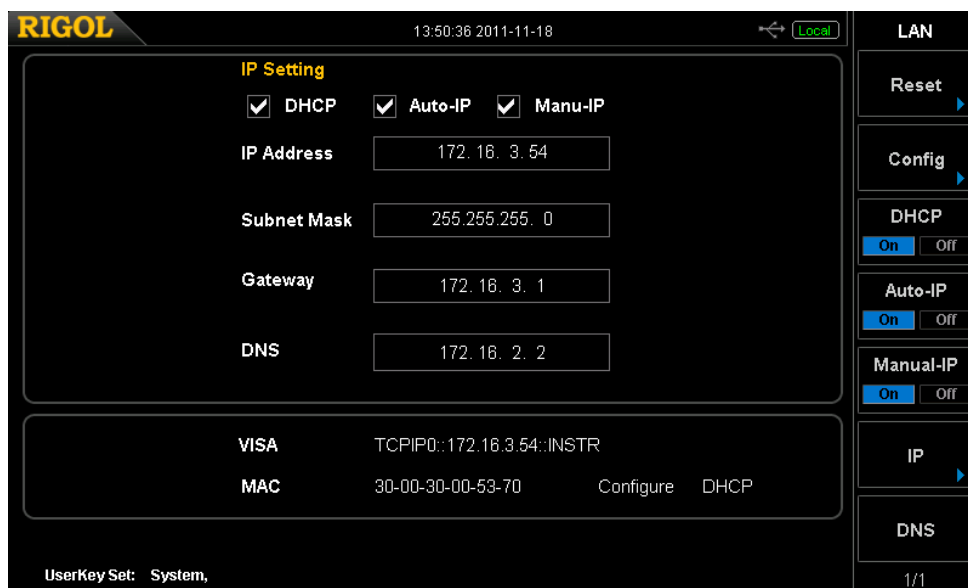 RIGOL
13:50:36 2011-11-18
Local
LAN
IP Setting
DHCP Auto-IP Manu-IP
IP Address 172. 16. 3. 54
Subnet Mask 255.255.255. 0
Gateway 172. 16. 3. 1
DNS 172. 16. 2. 2
VISA TCPIP0::172.16.3.54::INSTR
MAC 30-00-30-00-53-70 Configure DHCP
UserKey Set: System,
Reset
Config
DHCP
On Off
Auto-IP
On Off
Manual-IP
On Off
IP
DNS
1/1